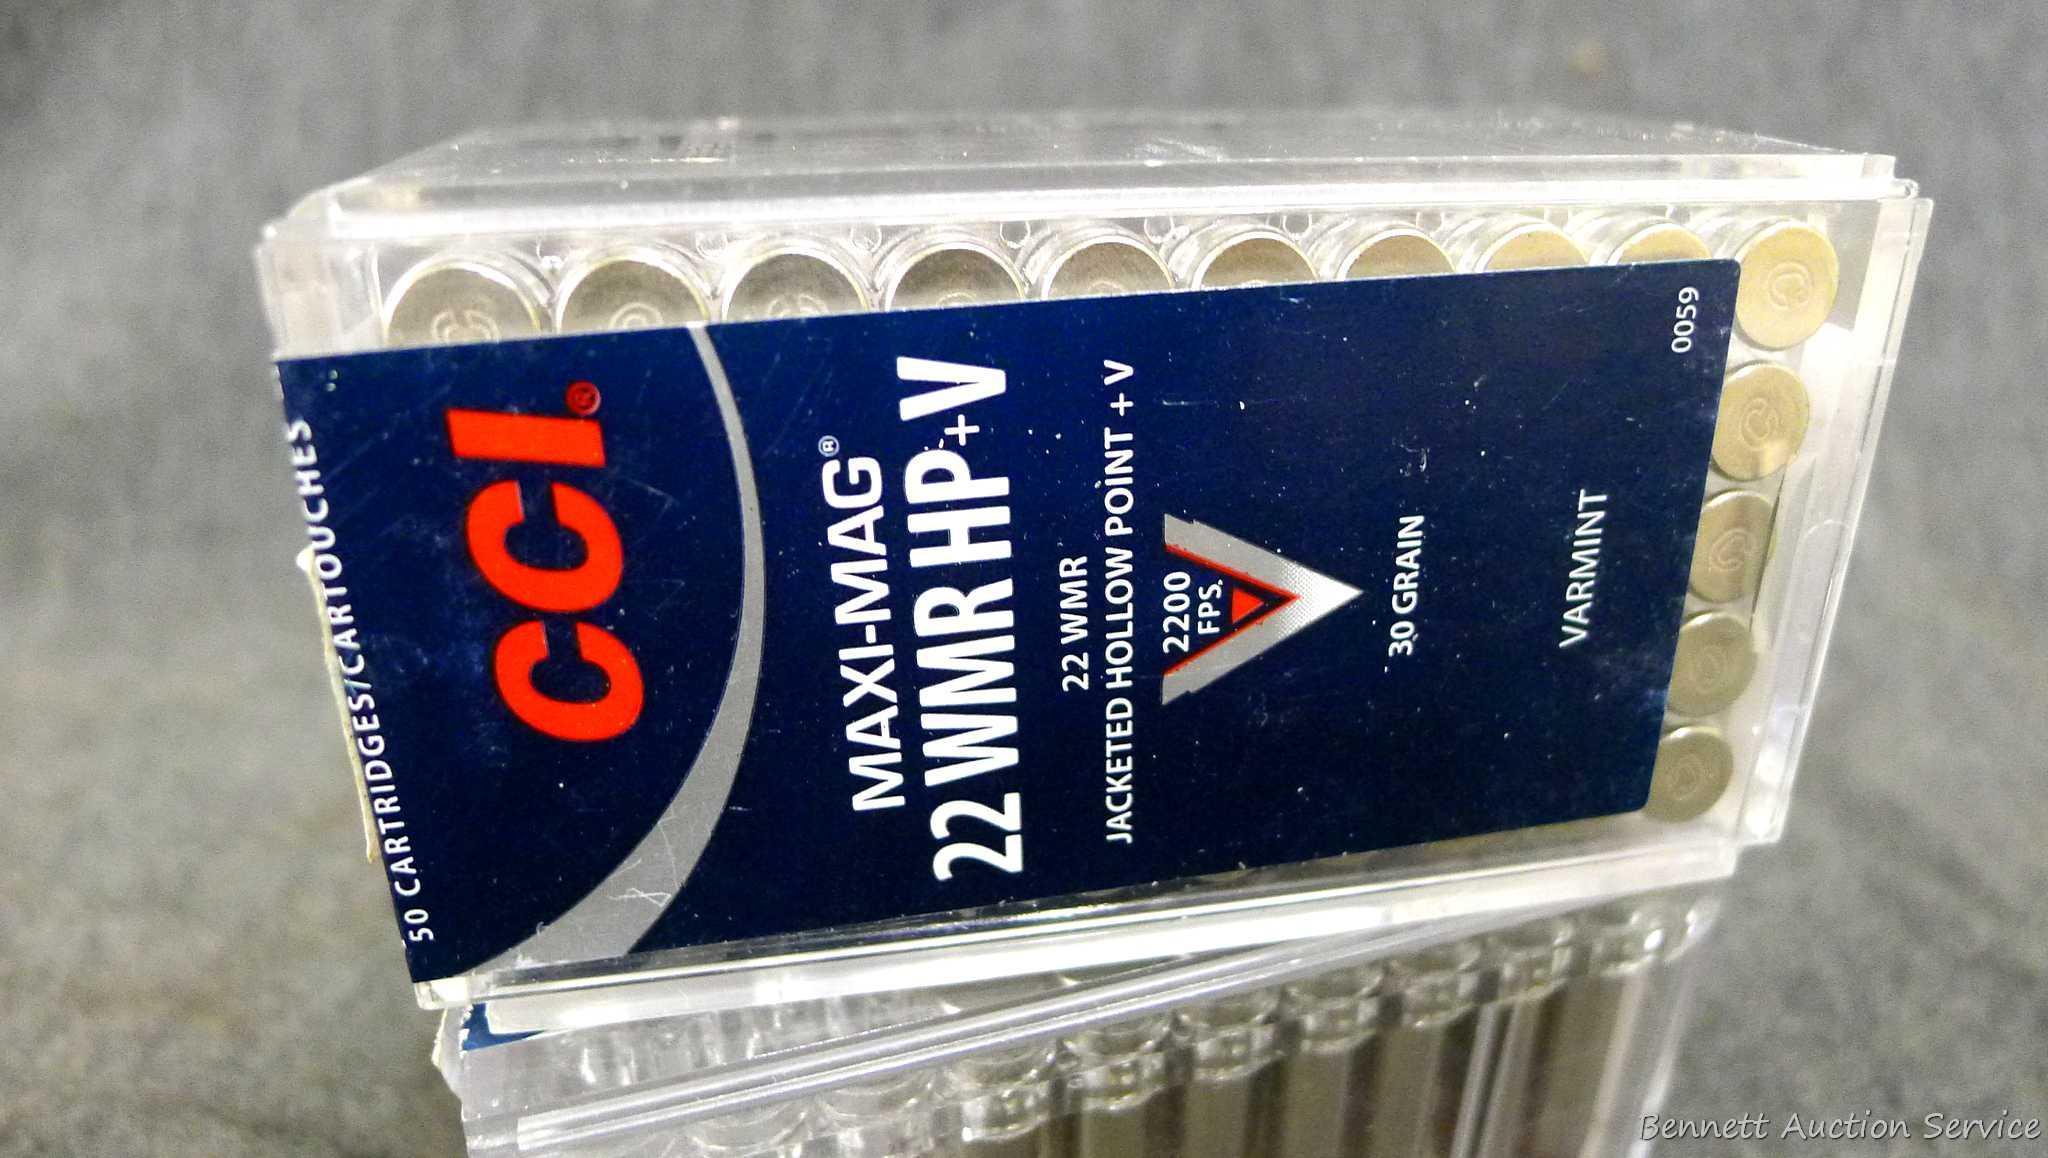 50 CARTRIDGES/CARTOUCHES
CCI®
MAXI-MAG®
22 WMR HP+V
22 WMR
JACKETED HOLLOW POINT + V
2200
FPS.
30 GRAIN
VARMINT
0059
C
C
C
C
C
C
Bennett Auction Service